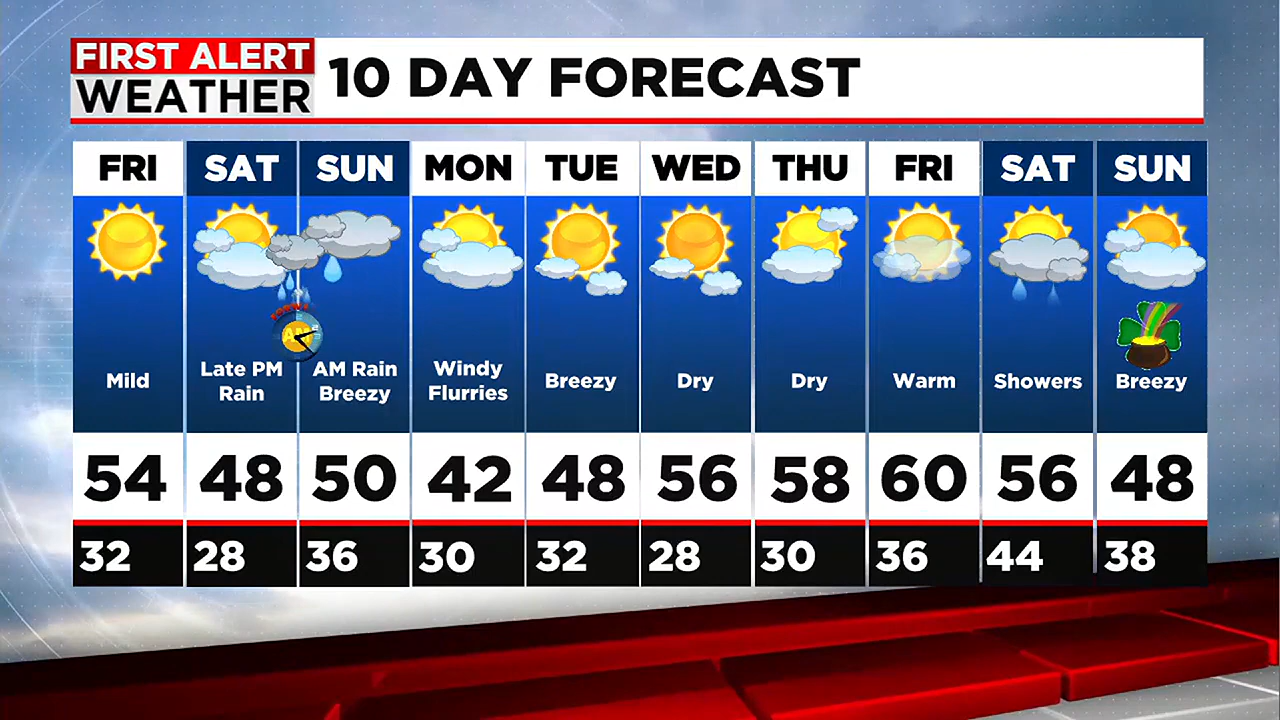 FIRST ALERT
WEATHER
10 DAY FORECAST
FRI SAT SUN MON TUE WED THU FRI SAT SUN
AM
Mild
Late PM
Rain
AM Rain
Breezy
Windy
Flurries
Breezy
Dry
Dry
Warm
Showers
Breezy
54 48 50 42 48 56 58 60 56 48
32 28 36 30 32 28 30 36 44 38